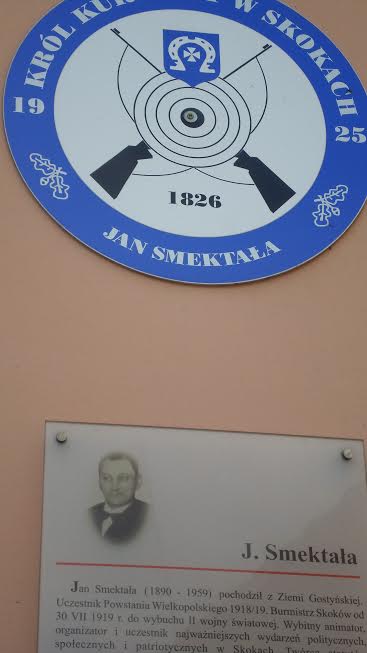 KRÓL KUR W SKOKACH
19 25
1826
JAN SMEKTAŁA
J. Smektała
Jan Smektała (1890 - 1959) pochodził z Ziemi Gostyńskiej.
Uczestnik Powstania Wielkopolskiego 1918/19. Burmistrz Skoków od
30 VII 1919 r. do wybuchu II wojny światowej. Wybitny animator,
organizator i uczestnik najważniejszych wydarzeń politycznych,
społecznych i patriotycznych w Skokach.